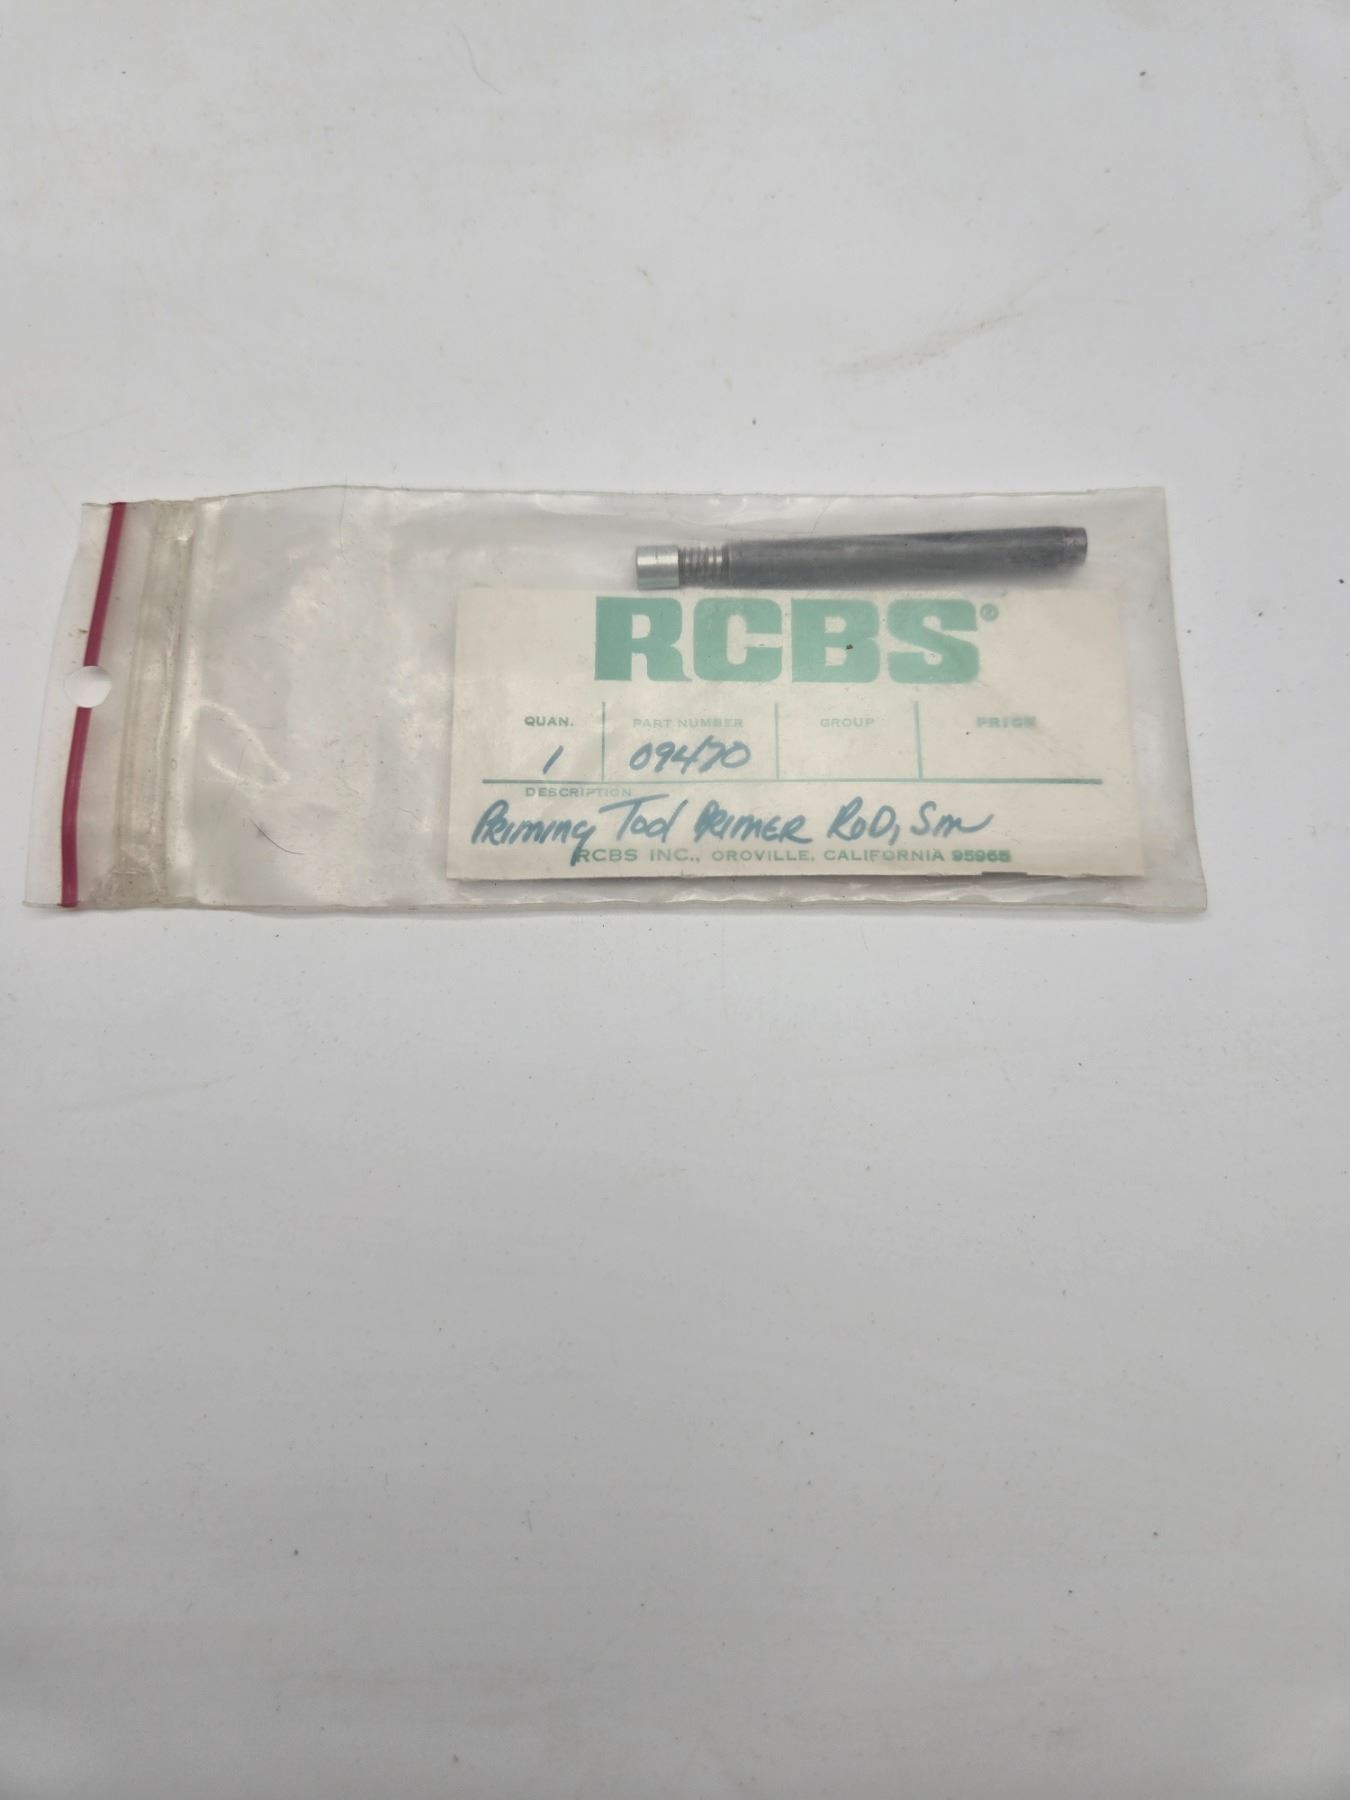 RCBS®
QUAN. PART NUMBER GROUP PRICE
1 09470
DESCRIPTION
Priming Tool Primer Rod, Sm
RCBS INC., OROVILLE, CALIFORNIA 95965